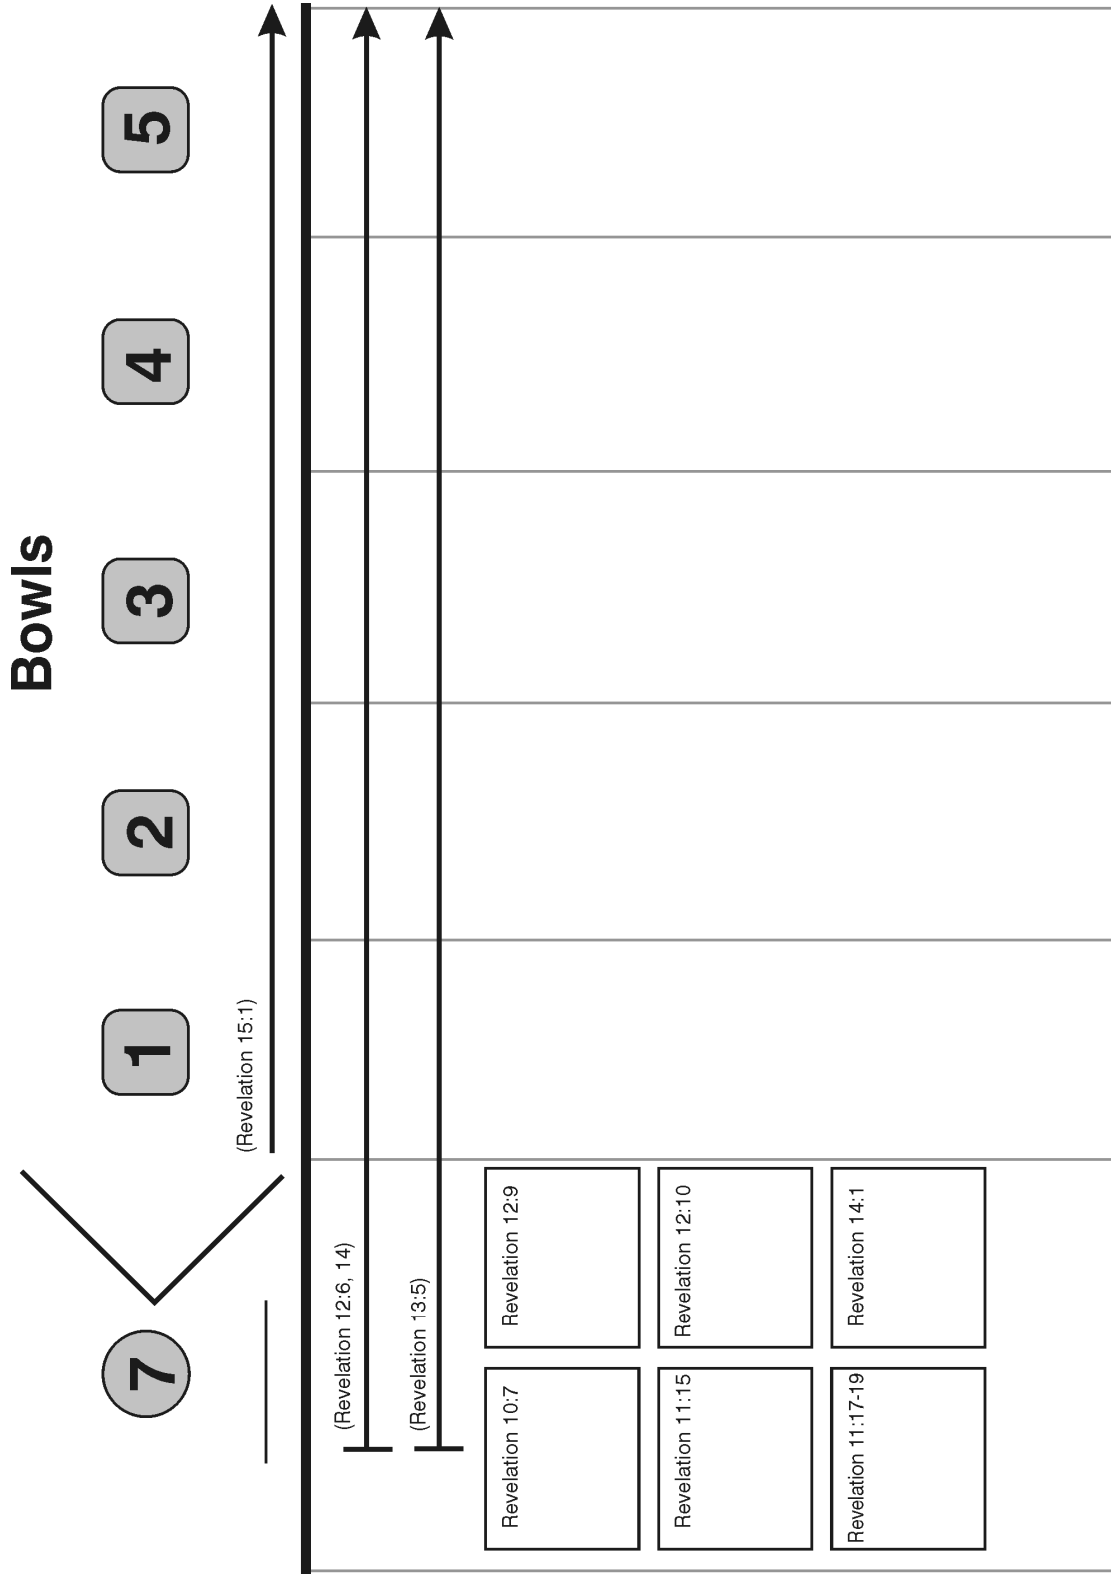 Bowls
7
1
2
3
4
5
(Revelation 15:1)
(Revelation 12:6, 14)
(Revelation 13:5)
Revelation 10:7
Revelation 12:9
Revelation 11:15
Revelation 12:10
Revelation 11:17-19
Revelation 14:1